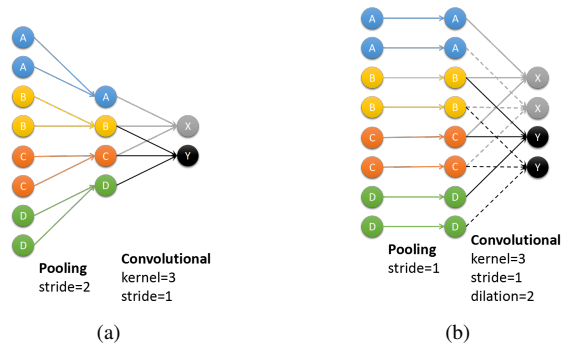 A
A
B
B
C
C
D
D
A
B
C
D
X
Y
Pooling
stride=2
Convolutional
kernel=3
stride=1
(a)
A
A
B
B
C
C
D
D
A
A
B
B
C
C
D
D
X
X
Y
Y
Pooling
stride=1
Convolutional
kernel=3
stride=1
dilation=2
(b)